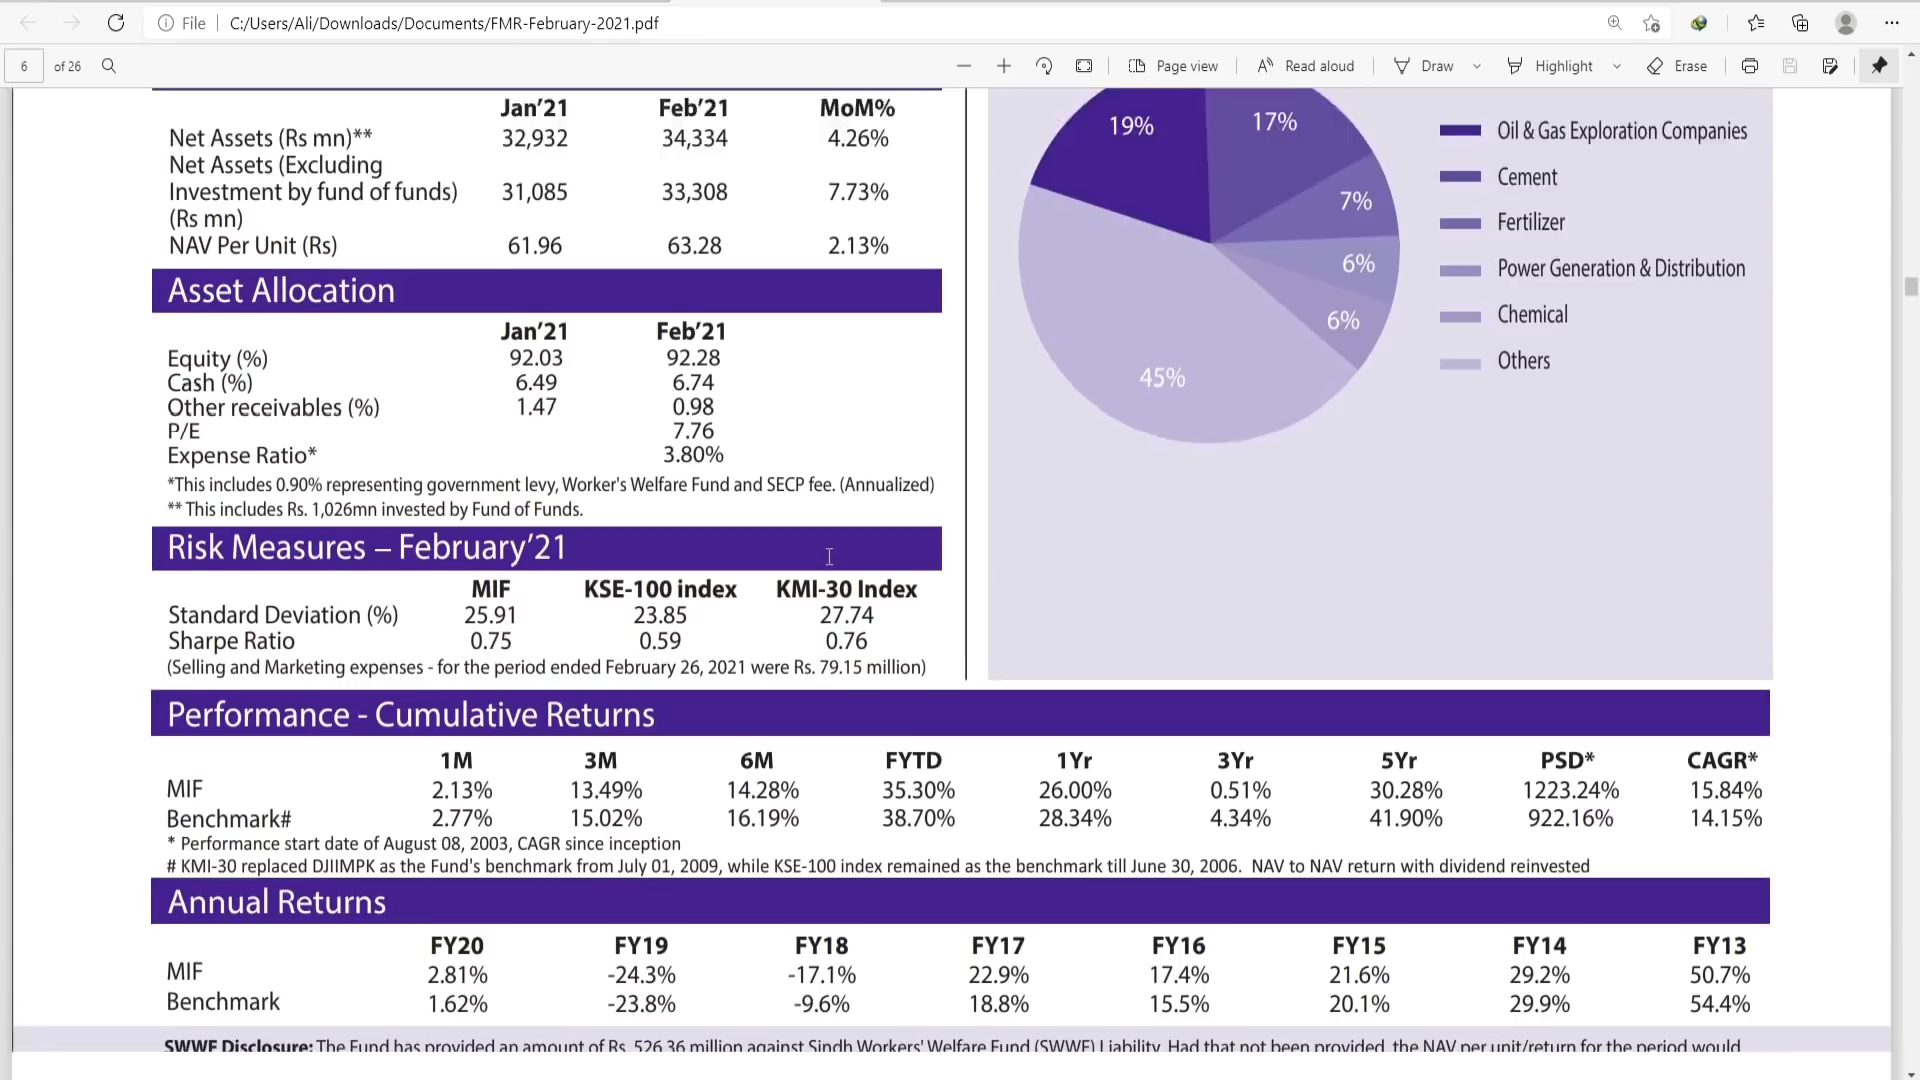 File C:/Users/Ali/Downloads/Documents/FMR-February-2021.pdf
6 of 26 Page view Read aloud Draw Highlight Erase
Jan’21 Feb’21 MoM%
Net Assets (Rs mn)** 32,932 34,334 4.26%
Net Assets (Excluding
Investment by fund of funds) 31,085 33,308 7.73%
(Rs mn)
NAV Per Unit (Rs) 61.96 63.28 2.13%
Asset Allocation
Jan’21 Feb’21
Equity (%) 92.03 92.28
Cash (%) 6.49 6.74
Other receivables (%) 1.47 0.98
P/E 7.76
Expense Ratio* 3.80%
*This includes 0.90% representing government levy, Worker's Welfare Fund and SECP fee. (Annualized)
** This includes Rs. 1,026mn invested by Fund of Funds.
Risk Measures – February’21
MIF KSE-100 index KMI-30 Index
Standard Deviation (%) 25.91 23.85 27.74
Sharpe Ratio 0.75 0.59 0.76
(Selling and Marketing expenses - for the period ended February 26, 2021 were Rs. 79.15 million)
19%
17%
7%
6%
6%
45%
Oil & Gas Exploration Companies
Cement
Fertilizer
Power Generation & Distribution
Chemical
Others
Performance - Cumulative Returns
1M 3M 6M FYTD 1Yr 3Yr 5Yr PSD* CAGR*
MIF 2.13% 13.49% 14.28% 35.30% 26.00% 0.51% 30.28% 1223.24% 15.84%
Benchmark# 2.77% 15.02% 16.19% 38.70% 28.34% 4.34% 41.90% 922.16% 14.15%
* Performance start date of August 08, 2003, CAGR since inception
# KMI-30 replaced DJIIMPK as the Fund's benchmark from July 01, 2009, while KSE-100 index remained as the benchmark till June 30, 2006. NAV to NAV return with dividend reinvested
Annual Returns
FY20 FY19 FY18 FY17 FY16 FY15 FY14 FY13
MIF 2.81% -24.3% -17.1% 22.9% 17.4% 21.6% 29.2% 50.7%
Benchmark 1.62% -23.8% -9.6% 18.8% 15.5% 20.1% 29.9% 54.4%
SWWF Disclosure: The Fund has provided an amount of Rs. 526.36 million against Sindh Workers' Welfare Fund (SWWF) Liability. Had that not been provided, the NAV per unit/return for the period would